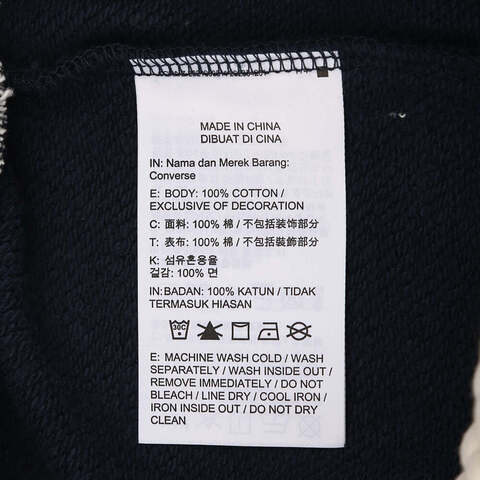 MADE IN CHINA
DIBUAT DI CINA
IN: Nama dan Merek Barang:
Converse
E: BODY: 100% COTTON /
EXCLUSIVE OF DECORATION
C: 面料: 100% 棉 / 不包括装饰部分
T: 表布: 100% 棉 / 不包括裝飾部分
K: 섬유혼용율
겉감: 100% 면
IN:BADAN: 100% KATUN / TIDAK
TERMASUK HIASAN
30C
E: MACHINE WASH COLD / WASH
SEPARATELY / WASH INSIDE OUT /
REMOVE IMMEDIATELY / DO NOT
BLEACH / LINE DRY / COOL IRON /
IRON INSIDE OUT / DO NOT DRY
CLEAN